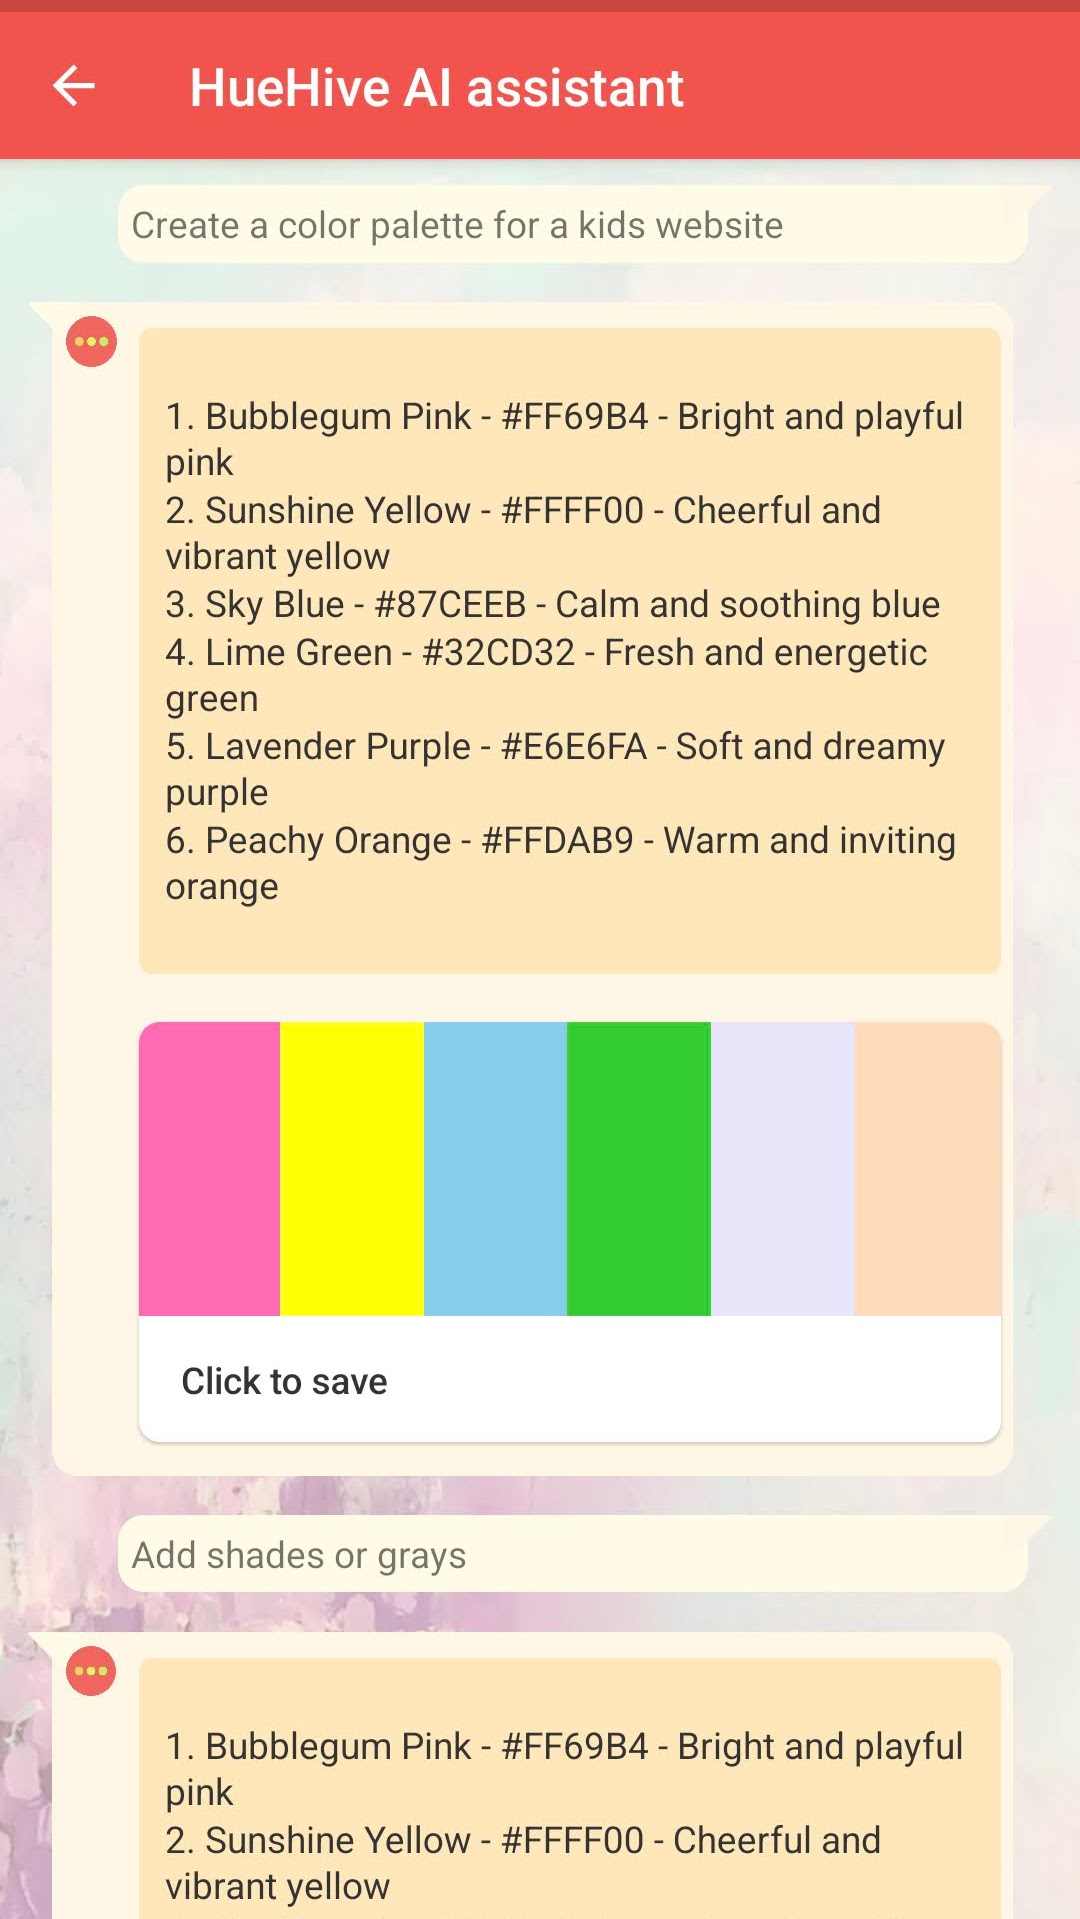 HueHive AI assistant
Create a color palette for a kids website
1. Bubblegum Pink - #FF69B4 - Bright and playful
pink
2. Sunshine Yellow - #FFFF00 - Cheerful and
vibrant yellow
3. Sky Blue - #87CEEB - Calm and soothing blue
4. Lime Green - #32CD32 - Fresh and energetic
green
5. Lavender Purple - #E6E6FA - Soft and dreamy
purple
6. Peachy Orange - #FFDAB9 - Warm and inviting
orange
Click to save
Add shades or grays
1. Bubblegum Pink - #FF69B4 - Bright and playful
pink
2. Sunshine Yellow - #FFFF00 - Cheerful and
vibrant yellow